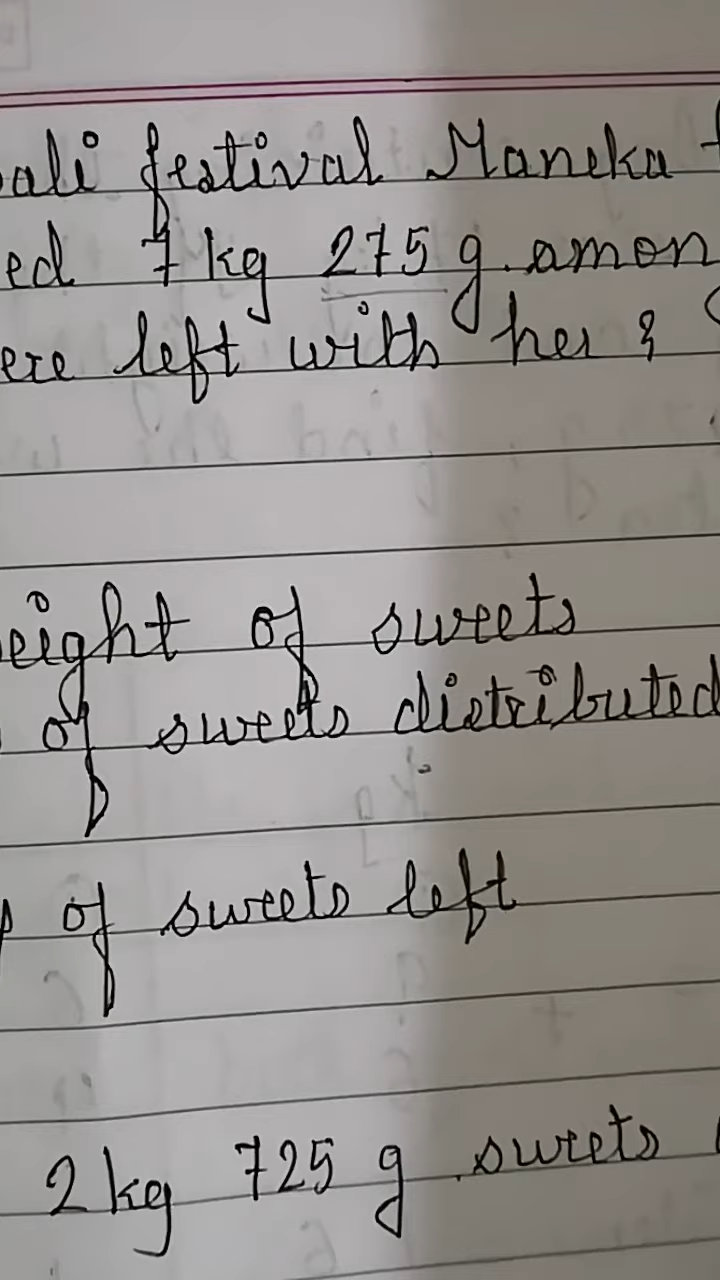 ali festival Maneka
ed 7 kg 275 g. amon
ere left with her ?
eight of sweets
of sweets distributed
of sweets left
2 kg 725 g sweets